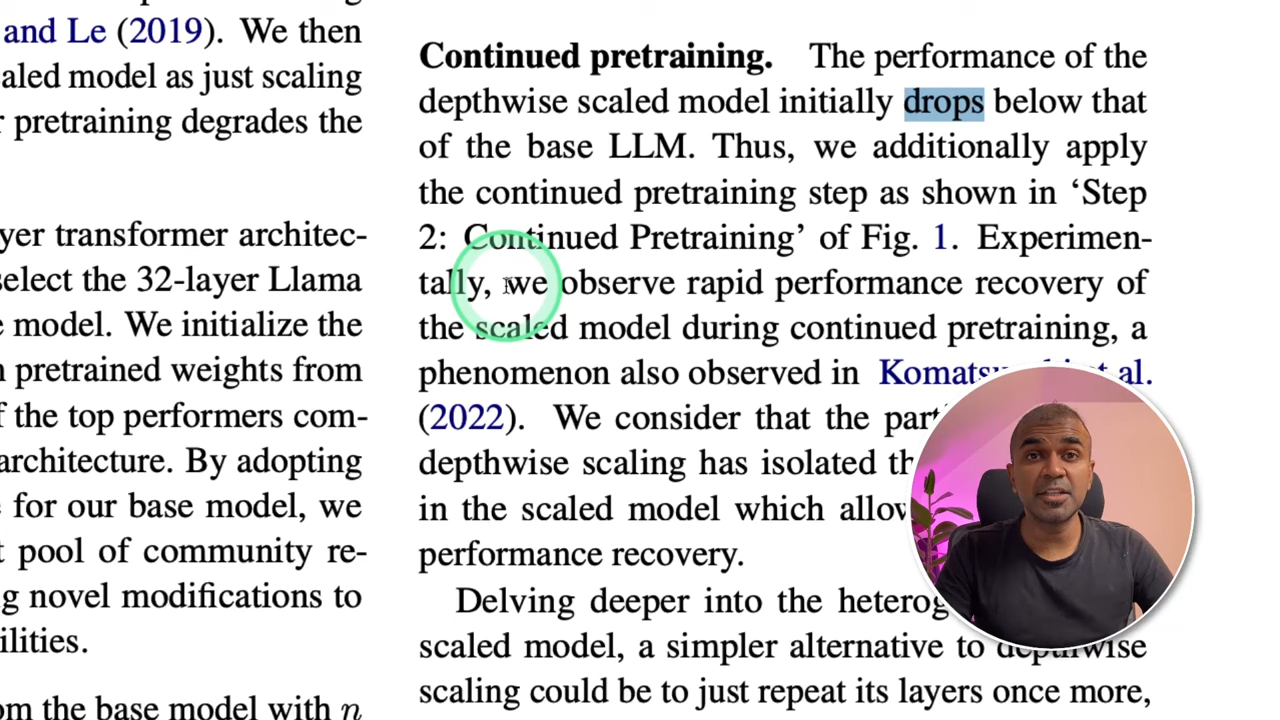 and Le (2019). We then
aled model as just scaling
pretraining degrades the
yer transformer architec-
select the 32-layer Llama
model. We initialize the
pretrained weights from
f the top performers com-
architecture. By adopting
for our base model, we
t pool of community re-
g novel modifications to
ilities.
om the base model with n
Continued pretraining. The performance of the
depthwise scaled model initially drops below that
of the base LLM. Thus, we additionally apply
the continued pretraining step as shown in ‘Step
2: Continued Pretraining’ of Fig. 1. Experimen-
tally, we observe rapid performance recovery of
the scaled model during continued pretraining, a
phenomenon also observed in al.
(2022). We consider that the
depthwise scaling has isolated
in the scaled model which
performance recovery.
Delving deeper into the
scaled model, a simpler alternative to depthwise
scaling could be to just repeat its layers once more,